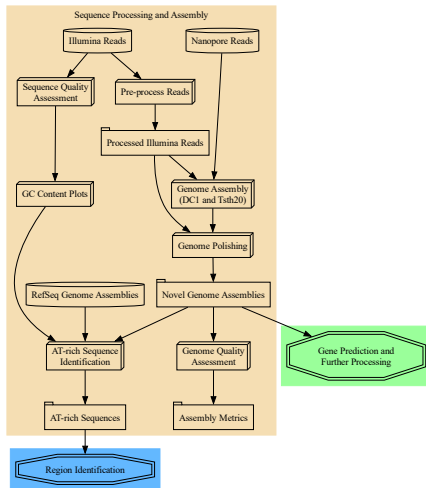 Sequence Processing and Assembly
Illumina Reads
Nanopore Reads
Sequence Quality
Assessment
Pre-process Reads
Processed Illumina Reads
GC Content Plots
Genome Assembly
(DC1 and Tsth20)
Genome Polishing
RefSeq Genome Assemblies
Novel Genome Assemblies
AT-rich Sequence
Identification
Genome Quality
Assessment
Gene Prediction and
Further Processing
AT-rich Sequences
Assembly Metrics
Region Identification